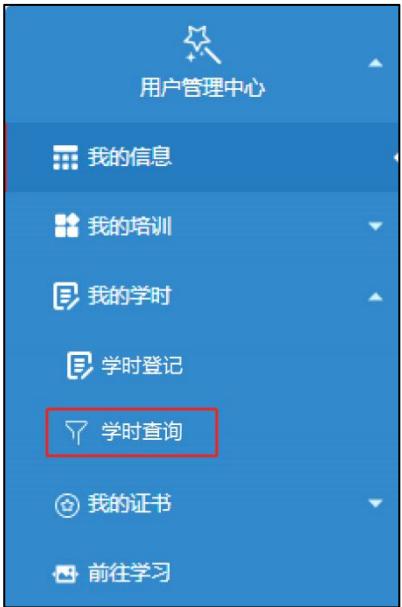 用户管理中心
我的信息
我的培训
我的学时
学时登记
学时查询
我的证书
前往学习